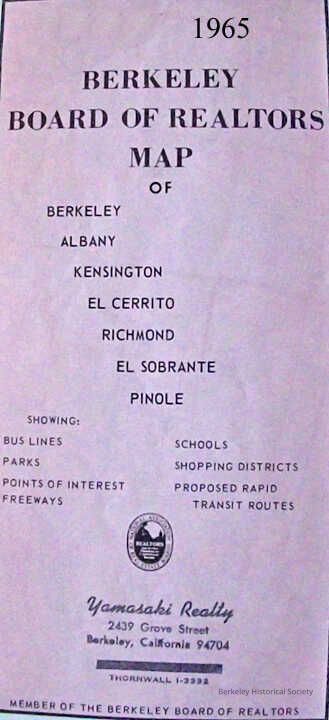 1965
BERKELEY
BOARD OF REALTORS
MAP
OF
BERKELEY
ALBANY
KENSINGTON
EL CERRITO
RICHMOND
EL SOBRANTE
PINOLE
SHOWING:
BUS LINES
PARKS
POINTS OF INTEREST
FREEWAYS
SCHOOLS
SHOPPING DISTRICTS
PROPOSED RAPID
TRANSIT ROUTES
REALTORS
Yamasaki Realty
2439 Grove Street
Berkeley, California 94704
THORNWALL 1-3332
Berkeley Historical Society
MEMBER OF THE BERKELEY BOARD OF REALTORS